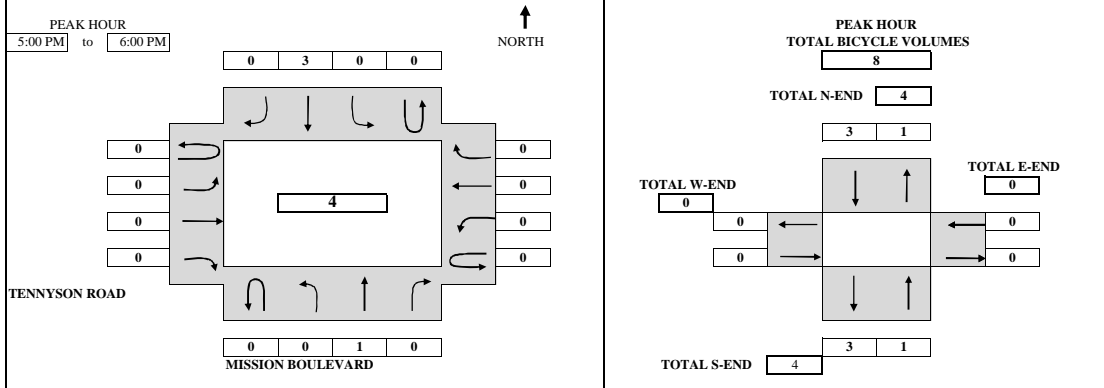 PEAK HOUR
5:00 PM to 6:00 PM
NORTH
0 3 0 0
0
0
0
0
4
0
0
0
0
TENNYSON ROAD
0 0 1 0
MISSION BOULEVARD
PEAK HOUR
TOTAL BICYCLE VOLUMES
8
TOTAL N-END 4
3 1
TOTAL E-END
0
TOTAL W-END
0
0 0
0 0
3 1
TOTAL S-END 4